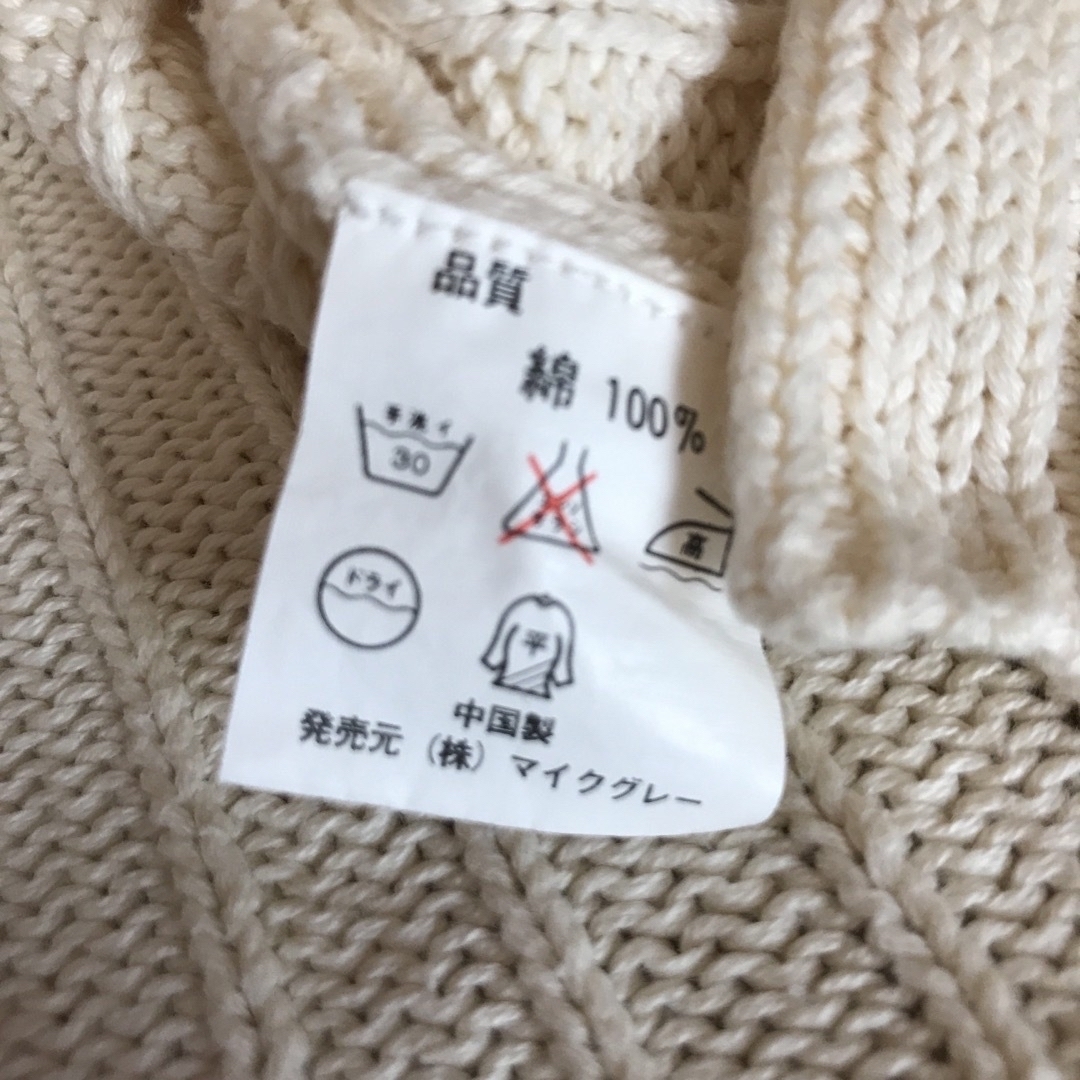 品質
綿 100%
手洗イ
30
高
ドライ
平
中国製
発売元 (株) マイクグレー